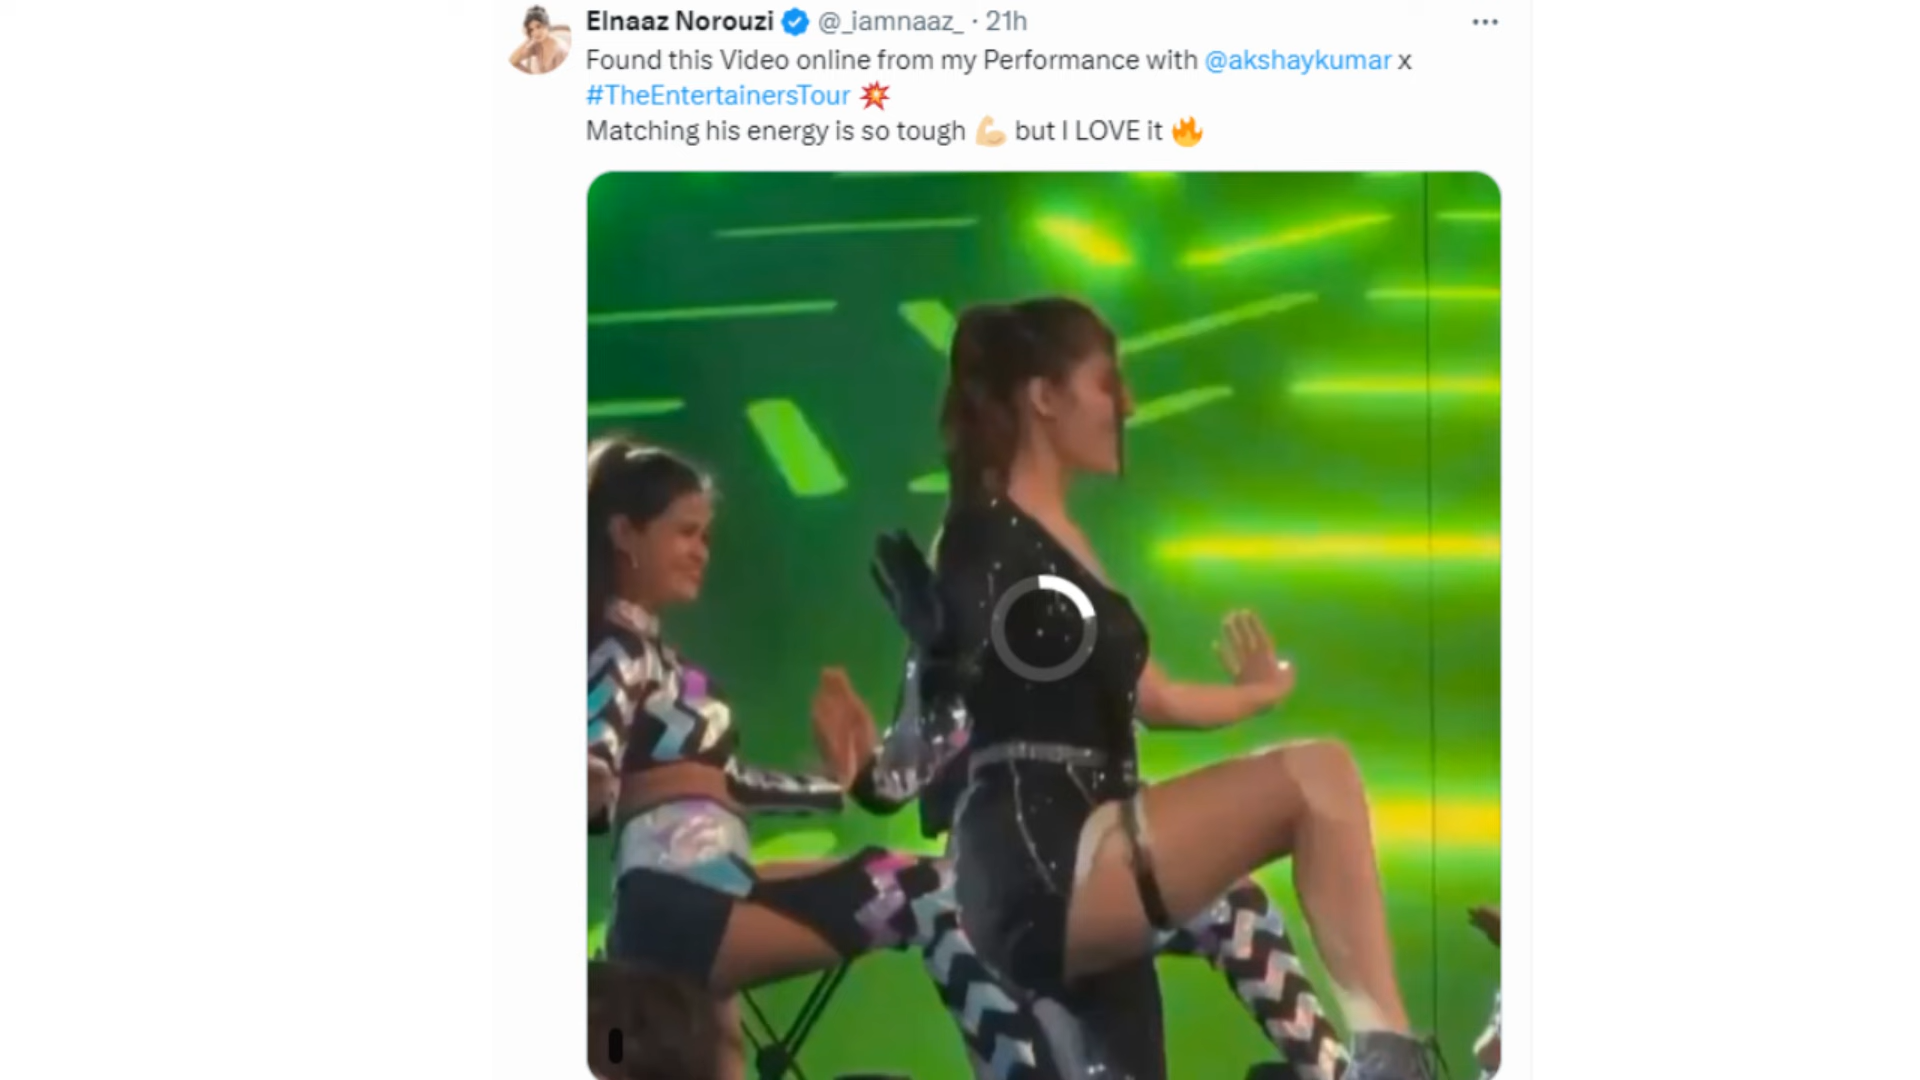 Elnaaz Norouzi @_iamnaaz_ · 21h
Found this Video online from my Performance with @akshaykumar x
#TheEntertainersTour 💥
Matching his energy is so tough 💪🏼 but I LOVE it 🔥